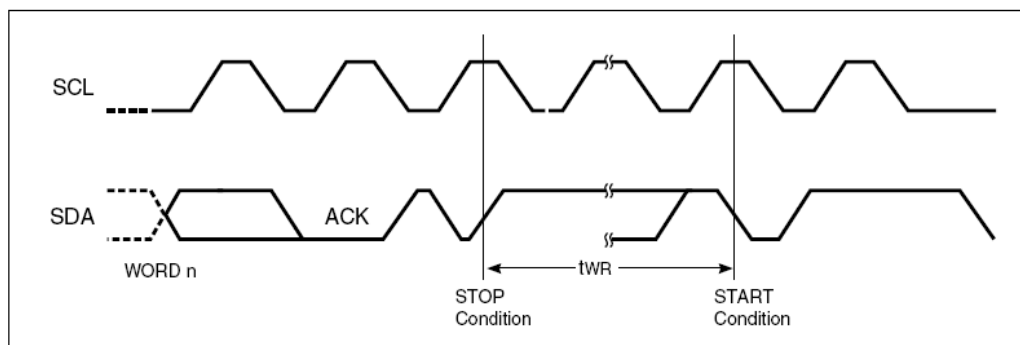 SCL
SDA
ACK
WORD n
tWR
STOP
Condition
START
Condition